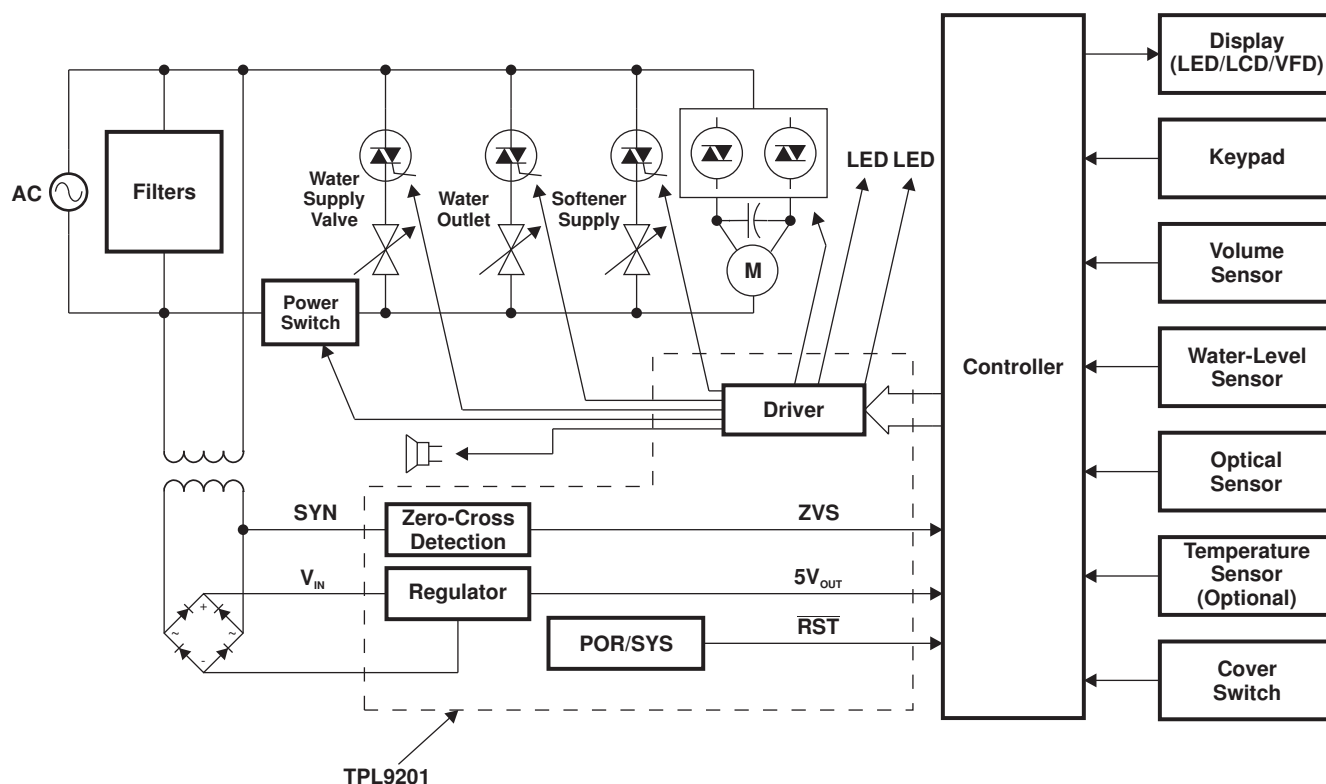 Display
(LED/LCD/VFD)
Keypad
Volume
Sensor
Water-Level
Sensor
Optical
Sensor
Temperature
Sensor
(Optional)
Cover
Switch
Controller
AC
Filters
Water
Supply
Valve
Water
Outlet
Softener
Supply
LED LED
M
Power
Switch
Driver
SYN
Zero-Cross
Detection
ZVS
VIN
Regulator
5VOUT
POR/SYS
RST
+
~
~
-
TPL9201